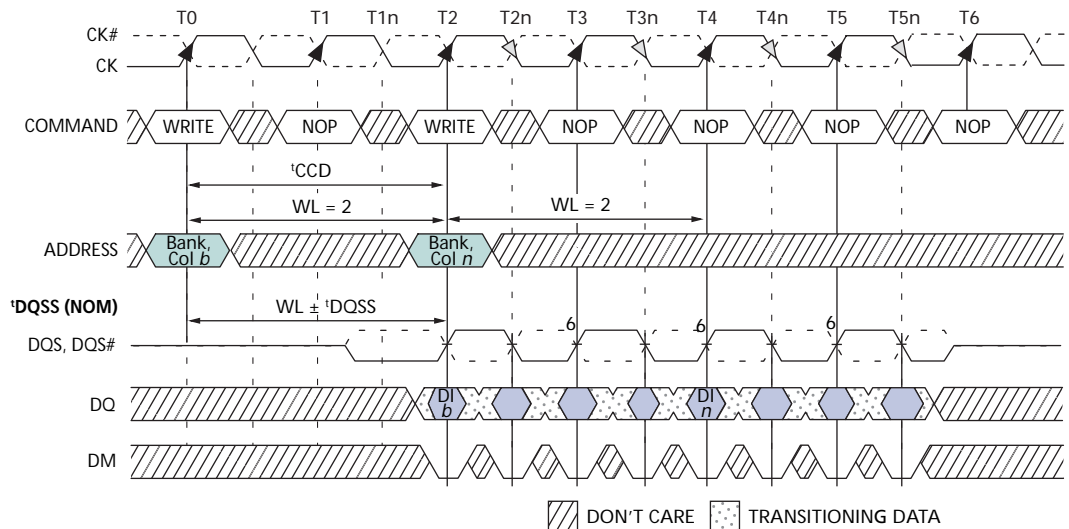 T0 T1 T1n T2 T2n T3 T3n T4 T4n T5 T5n T6
CK#
CK
COMMAND WRITE NOP WRITE NOP NOP NOP NOP
tCCD
WL = 2 WL = 2
ADDRESS Bank, Col b Bank, Col n
tDQSS (NOM) WL ± tDQSS
6 6 6
DQS, DQS#
DQ DI b DI n
DM
DON'T CARE TRANSITIONING DATA